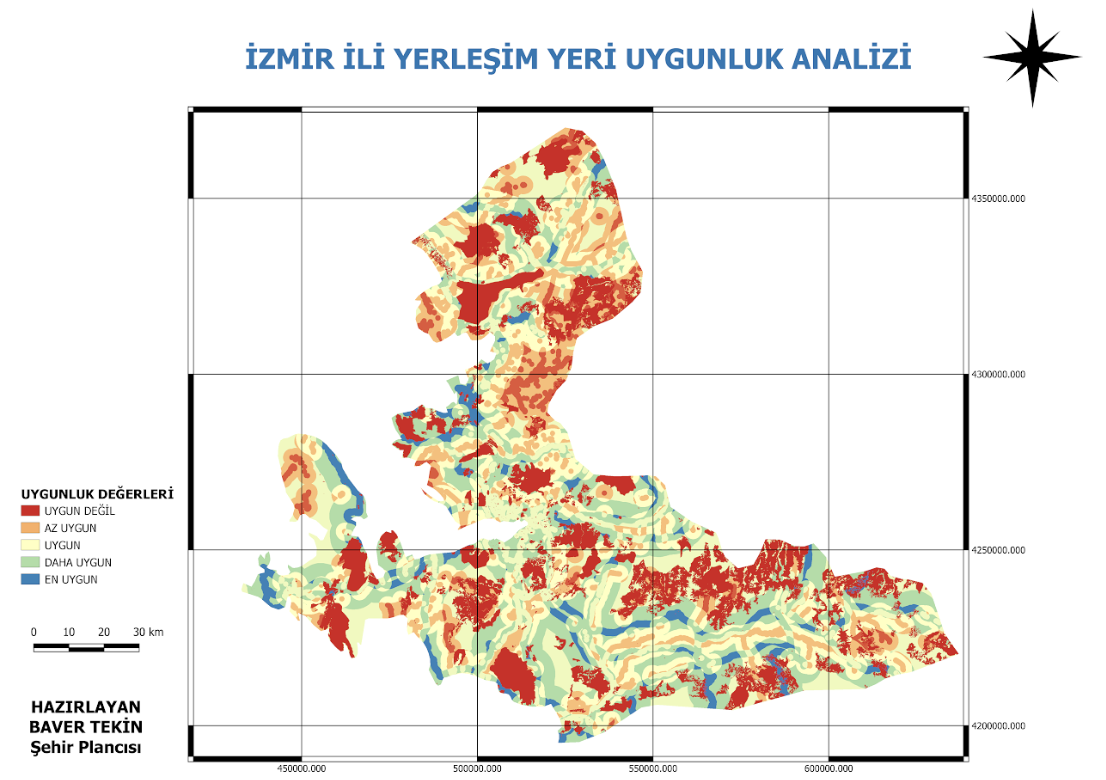 İZMİR İLİ YERLEŞİM YERİ UYGUNLUK ANALİZİ
4350000.000
4300000.000
4250000.000
4200000.000
450000.000 500000.000 550000.000 600000.000
UYGUNLUK DEĞERLERİ
UYGUN DEĞİL
AZ UYGUN
UYGUN
DAHA UYGUN
EN UYGUN
0 10 20 30 km
HAZIRLAYAN
BAVER TEKİN
Şehir Plancısı